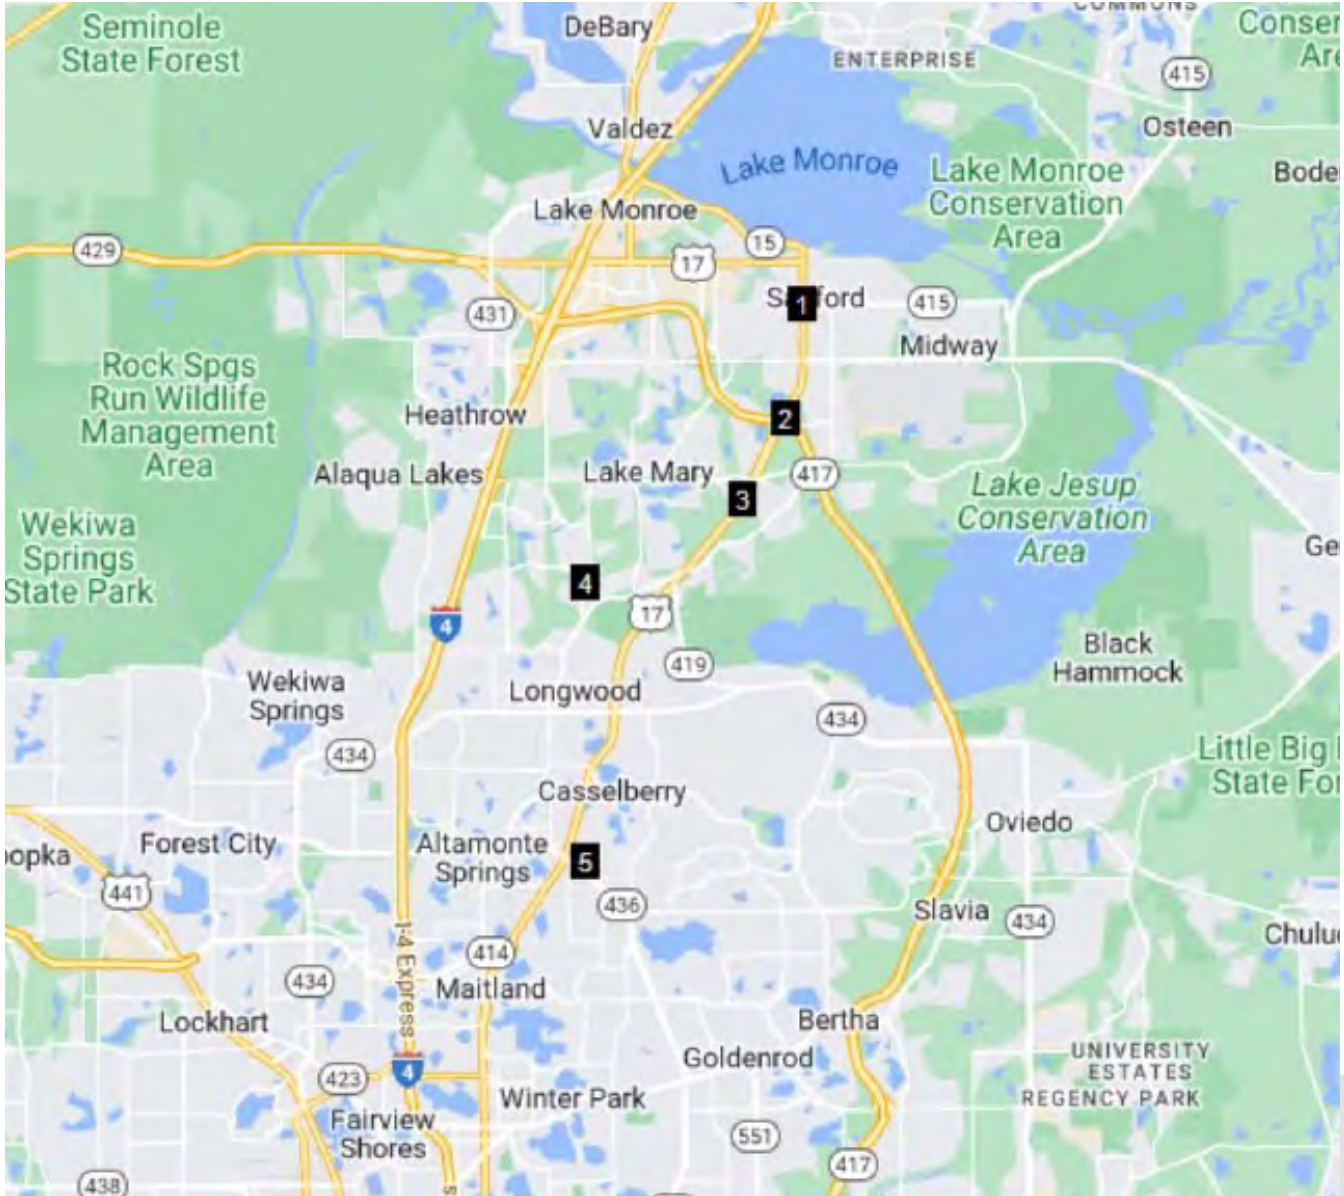 COMMONS
Seminole
State Forest
DeBary
ENTERPRISE
415
Osteen
Valdez
Lake Monroe
Lake Monroe
Conservation
Area
Lake Monroe
429
15
17
431
S ford
1
415
Midway
Rock Spgs
Run Wildlife
Management
Area
Heathrow
2
Alaqua Lakes
Lake Mary
417
3
Lake Jesup
Conservation
Area
Wekiwa
Springs
State Park
4
17
4
Black
Hammock
419
Wekiwa
Springs
Longwood
434
434
Little Big
State For
Casselberry
Oviedo
Forest City
Altamonte
Springs
5
opka
441
436
Slavia
434
Chulu
I-4 Express
414
434
Maitland
Lockhart
Bertha
Goldenrod
UNIVERSITY
ESTATES
REGENCY PARK
4
423
Winter Park
Fairview
Shores
551
417
438